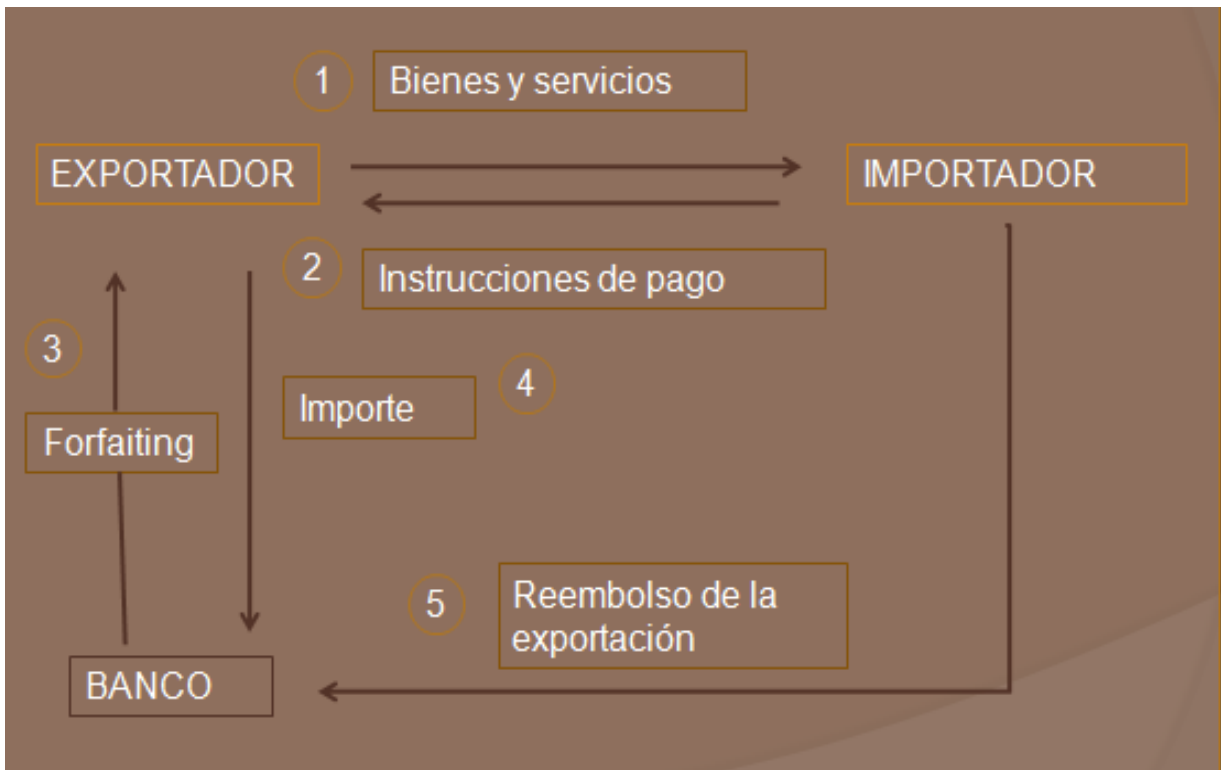 1
Bienes y servicios
EXPORTADOR
IMPORTADOR
2
Instrucciones de pago
3
4
Importe
Forfaiting
5
Reembolso de la
exportación
BANCO